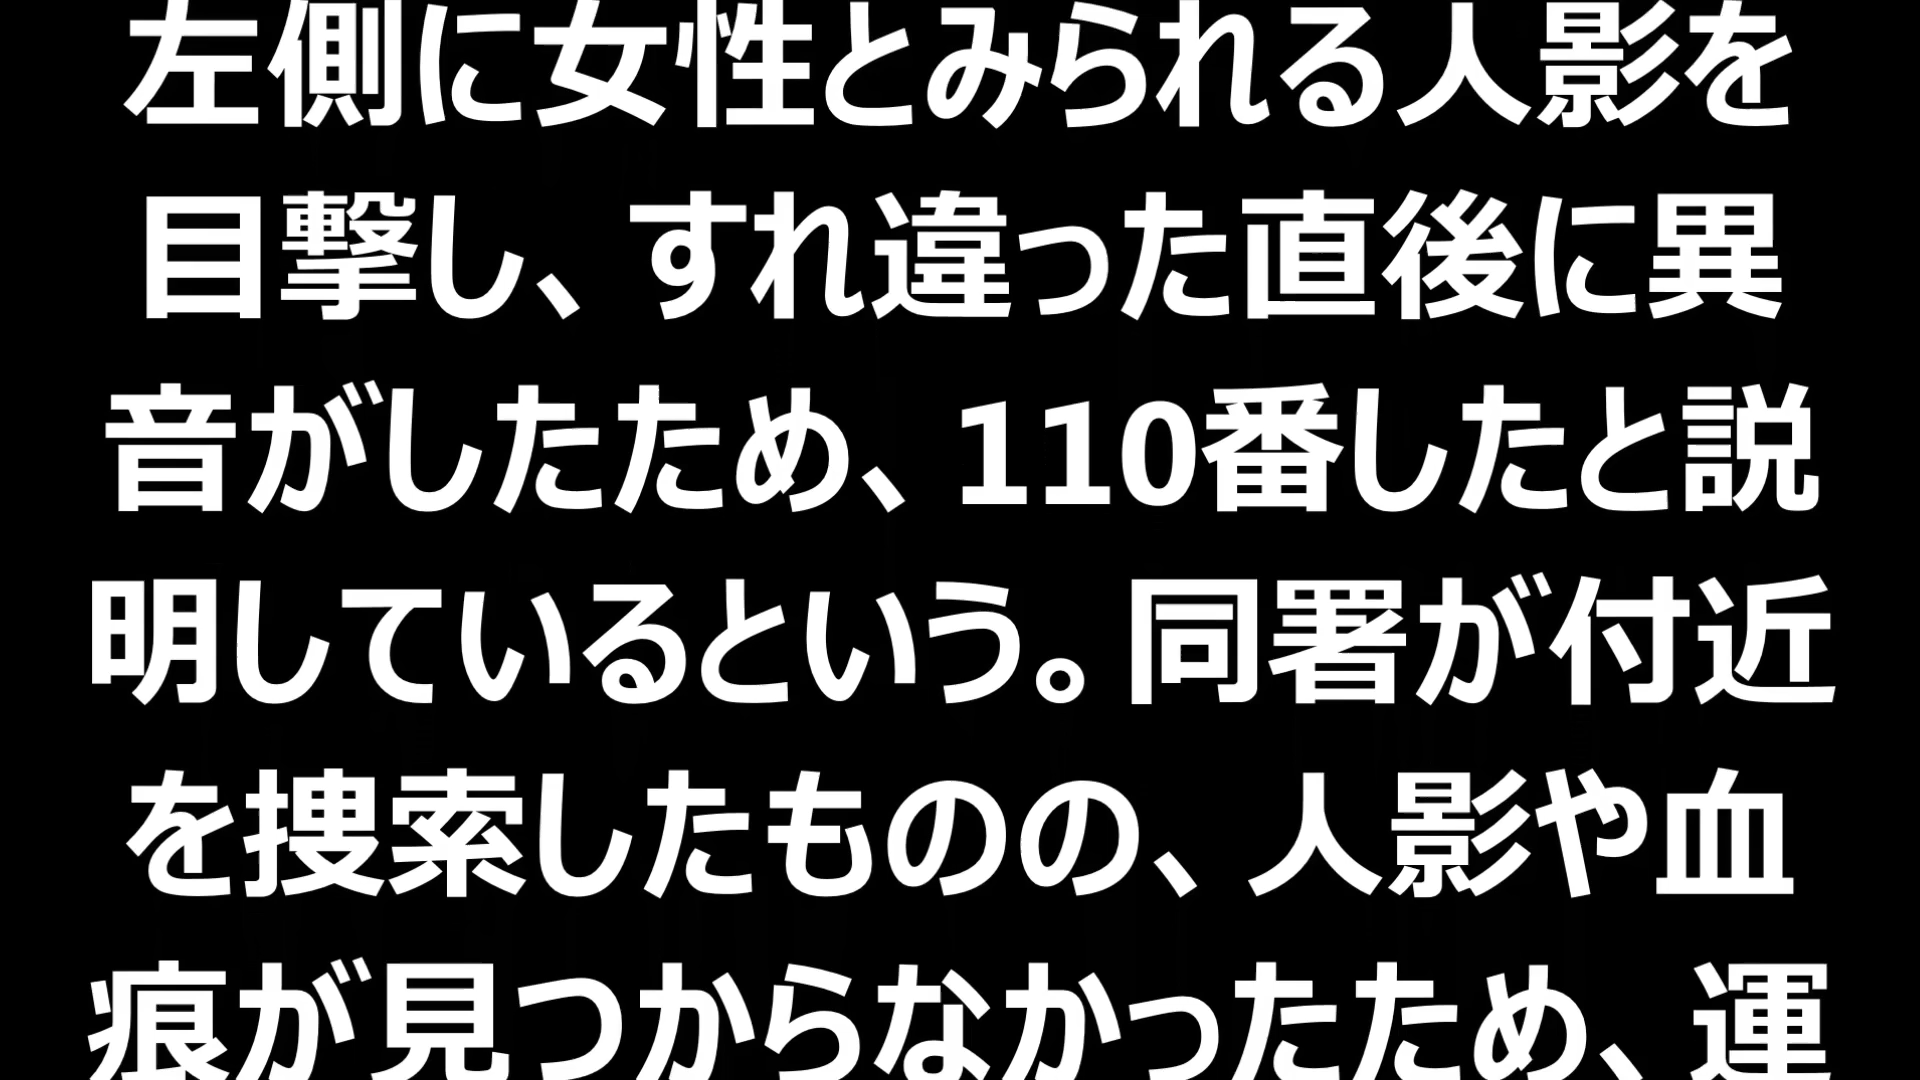 左側に女性とみられる人影を
目撃し、すれ違った直後に異
音がしたため、110番したと説
明しているという。同署が付近
を捜索したものの、人影や血
痕が見つからなかったため、運